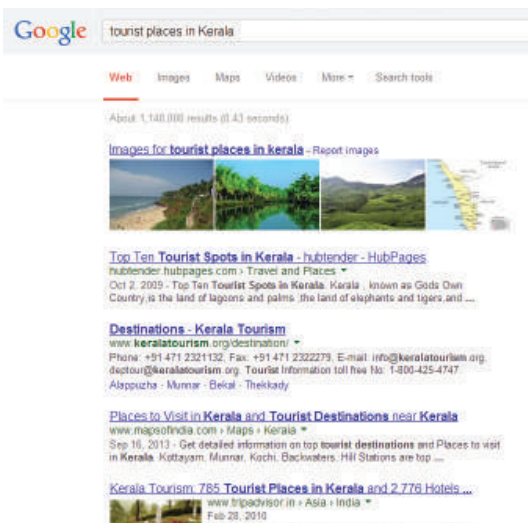 Google
tourist places in Kerala
Web Images Maps Videos More Search tools
About 1,140,000 results (0.43 seconds)
Images for tourist places in kerala - Report images
Top Ten Tourist Spots in Kerala - hubtender - HubPages
hubtender.hubpages.com › Travel and Places
Oct 2, 2009 - Top Ten Tourist Spots in Kerala. Kerala , known as Gods Own
Country,is the land of lagoons and palms ,the land of elephants and tigers,and ...
Destinations - Kerala Tourism
www.keralatourism.org/destination/
Phone: +91 471 2321132, Fax: +91 471 2322279, E-mail: info@keralatourism.org,
deptour@keralatourism.org. Tourist Information toll free No: 1-800-425-4747
Alappuzha - Munnar - Bekal - Thekkady
Places to Visit in Kerala and Tourist Destinations near Kerala
www.mapsofindia.com › Maps › Kerala
Sep 16, 2013 - Get detailed information on top tourist destinations and Places to visit
in Kerala. Kottayam, Munnar, Kochi, Backwaters, Hill Stations are top ...
Kerala Tourism: 785 Tourist Places in Kerala and 2,776 Hotels ...
www.tripadvisor.in › Asia › India
Feb 28, 2010